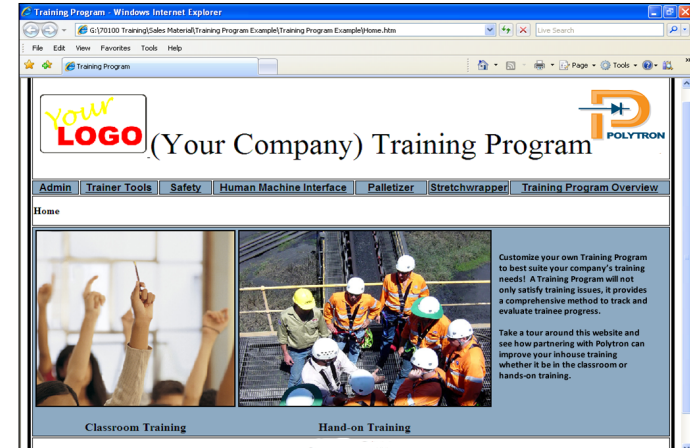 Training Program - Windows Internet Explorer
G:\70100 Training\Sales Material\Training Program Example\Training Program Example\Home.htm
Live Search
File Edit View Favorites Tools Help
Training Program
Page Tools
Your
LOGO
POLYTRON
(Your Company) Training Program
Admin Trainer Tools Safety Human Machine Interface Palletizer Stretchwrapper Training Program Overview
Home
Customize your own Training Program
to best suite your company's training
needs! A Training Program will not
only satisfy training issues, it provides
a comprehensive method to track and
evaluate trainee progress.
Take a tour around this website and
see how partnering with Polytron can
improve your inhouse training
whether it be in the classroom or
hands-on training.
Classroom Training
Hand-on Training